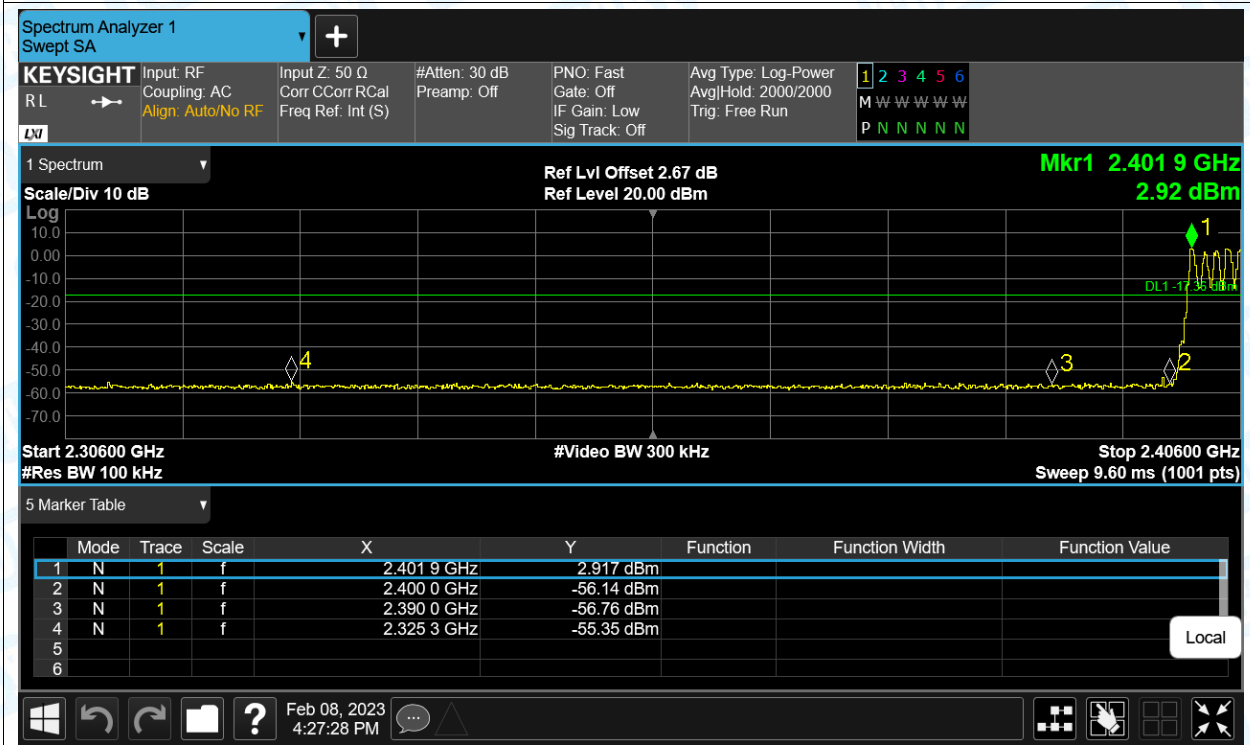 Spectrum Analyzer 1
Swept SA
KEYSIGHT
R L
LXI
Input: RF
Coupling: AC
Align: Auto/No RF
Input Z: 50 Ω
Corr CCorr RCal
Freq Ref: Int (S)
#Atten: 30 dB
Preamp: Off
PNO: Fast
Gate: Off
IF Gain: Low
Sig Track: Off
Avg Type: Log-Power
Avg|Hold: 2000/2000
Trig: Free Run
1 2 3 4 5 6
M W W W W W
P N N N N N
1 Spectrum
Scale/Div 10 dB
Ref Lvl Offset 2.67 dB
Ref Level 20.00 dBm
Mkr1 2.401 9 GHz
2.92 dBm
Log
10.0
0.00
-10.0
-20.0
-30.0
-40.0
-50.0
-60.0
-70.0
1
DL1 -17.35 dBm
4
3
2
Start 2.30600 GHz
#Res BW 100 kHz
#Video BW 300 kHz
Stop 2.40600 GHz
Sweep 9.60 ms (1001 pts)
5 Marker Table
Mode Trace Scale X Y Function Function Width Function Value
1 N 1 f 2.401 9 GHz 2.917 dBm
2 N 1 f 2.400 0 GHz -56.14 dBm
3 N 1 f 2.390 0 GHz -56.76 dBm
4 N 1 f 2.325 3 GHz -55.35 dBm
5
6
Local
?
Feb 08, 2023
4:27:28 PM